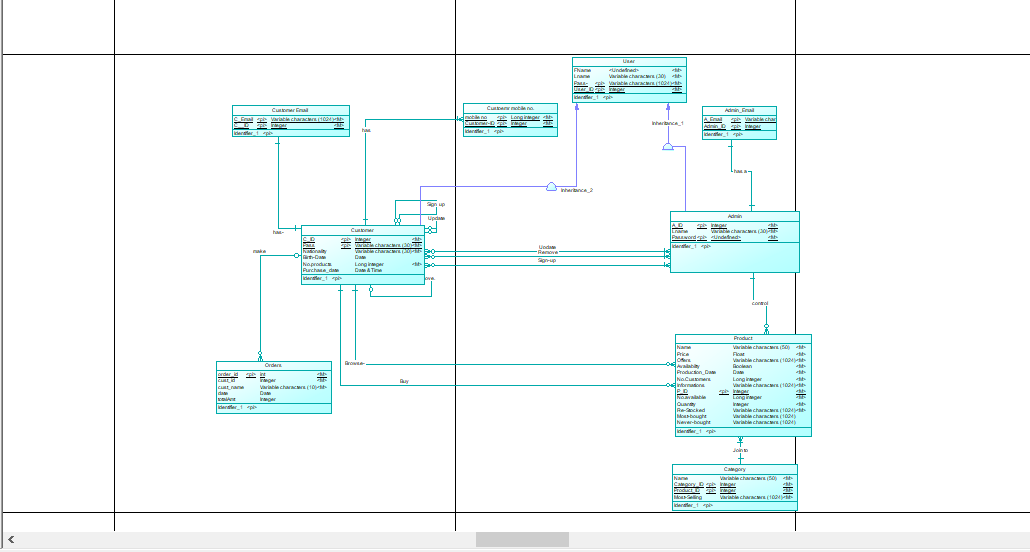 User
FName <Undefined> <M>
Lname Variable characters (30) <M>
Pass- <pi> Variable characters (1024) <M>
User_ID <pi> Integer <M>
Identifier_1 <pi>
Customer Email
C_Email <pi> Variable characters (1024) <M>
C__ID <pi> Integer <M>
Identifier_1 <pi>
Customr mobile no.
mobile no <pi> Long integer <M>
Customer-ID <pi> Integer <M>
Identifier_1 <pi>
Admin_Email
A_Email <pi> Variable char
Admin_ID <pi> Integer
Identifier_1 <pi>
has
Inheritance_1
has a
Inheritance_2
Sign up
Update
has-
make
Customer
C_ID <pi> Integer <M>
Pass <pi> Variable characters (30) <M>
Nationality Variable characters (30) <M>
Birth-Date Date
No.products Long integer <M>
Purchase_date Date & Time
Identifier_1 <pi>
Admin
A_ID <pi> Integer <M>
Lname Variable characters (30) <M>
Password <pi> <Undefined> <M>
Identifier_1 <pi>
Update
Remove
Sign-up
control
Browse-
Buy
Orders
order_id <pi> Int <M>
cust_id Integer <M>
cust_name Variable characters (10) <M>
date Date
totalAmt Integer
Identifier_1 <pi>
Product
Name Variable characters (50) <M>
Price Float <M>
Offers Variable characters (1024) <M>
Availablity Boolean <M>
Production_Date Date <M>
No.Customers Long integer <M>
Informations Variable characters (1024) <M>
P_ID <pi> Integer <M>
No.available Long integer <M>
Quantity Integer <M>
Re-Stocked Variable characters (1024) <M>
Most-bought Variable characters (1024)
Never-bought Variable characters (1024)
Identifier_1 <pi>
Join to
Category
Name Variable characters (50) <M>
Category_ID <pi> Integer <M>
Product_ID <pi> Integer <M>
Most-Selling Variable characters (1024) <M>
Identifier_1 <pi>